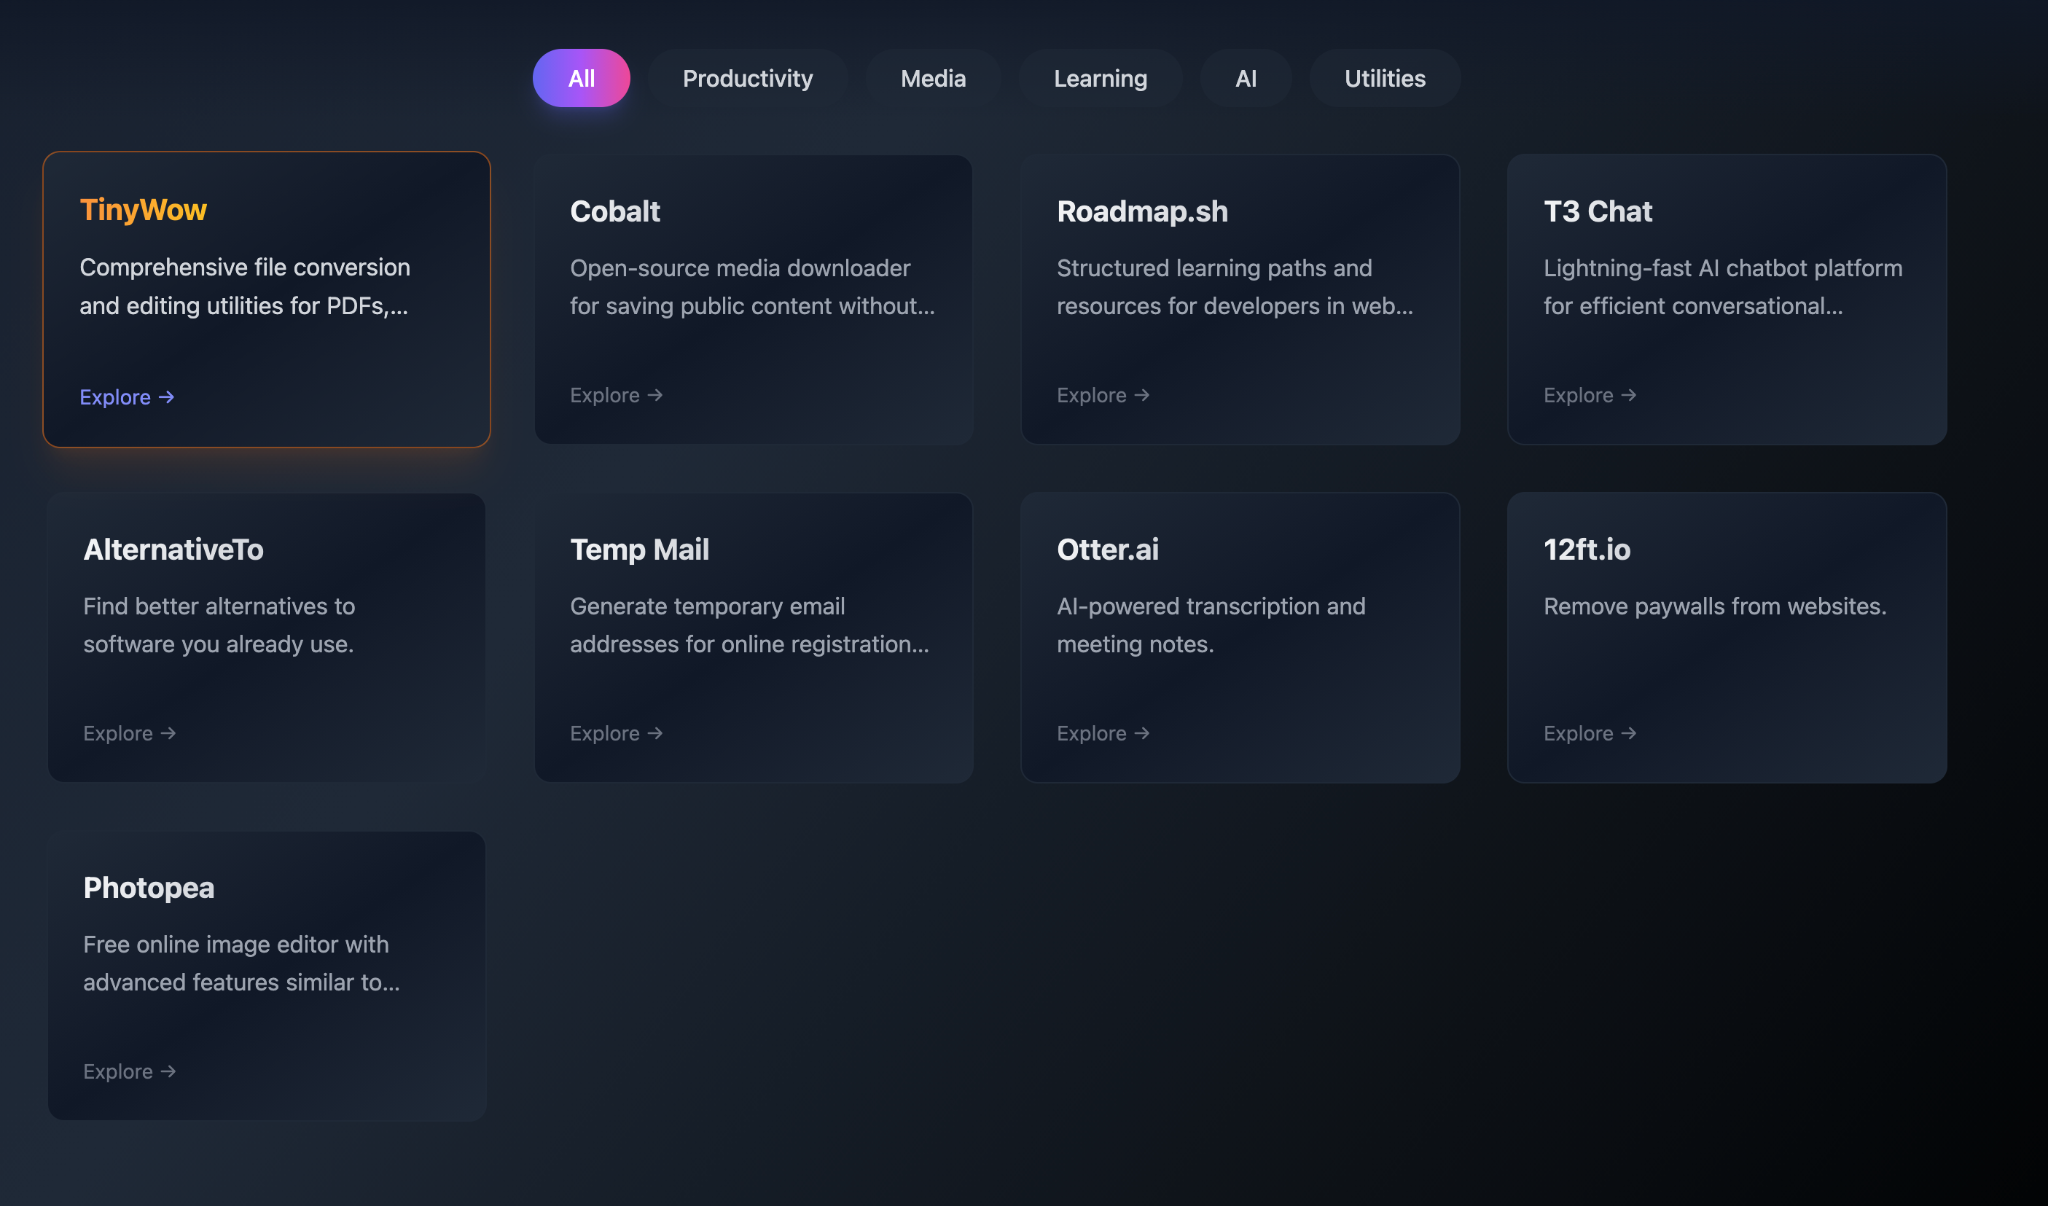 All
Productivity
Media
Learning
AI
Utilities
TinyWow
Comprehensive file conversion
and editing utilities for PDFs,...
Explore →
Cobalt
Open-source media downloader
for saving public content without...
Explore →
Roadmap.sh
Structured learning paths and
resources for developers in web...
Explore →
T3 Chat
Lightning-fast AI chatbot platform
for efficient conversational...
Explore →
AlternativeTo
Find better alternatives to
software you already use.
Explore →
Temp Mail
Generate temporary email
addresses for online registration...
Explore →
Otter.ai
AI-powered transcription and
meeting notes.
Explore →
12ft.io
Remove paywalls from websites.
Explore →
Photopea
Free online image editor with
advanced features similar to...
Explore →